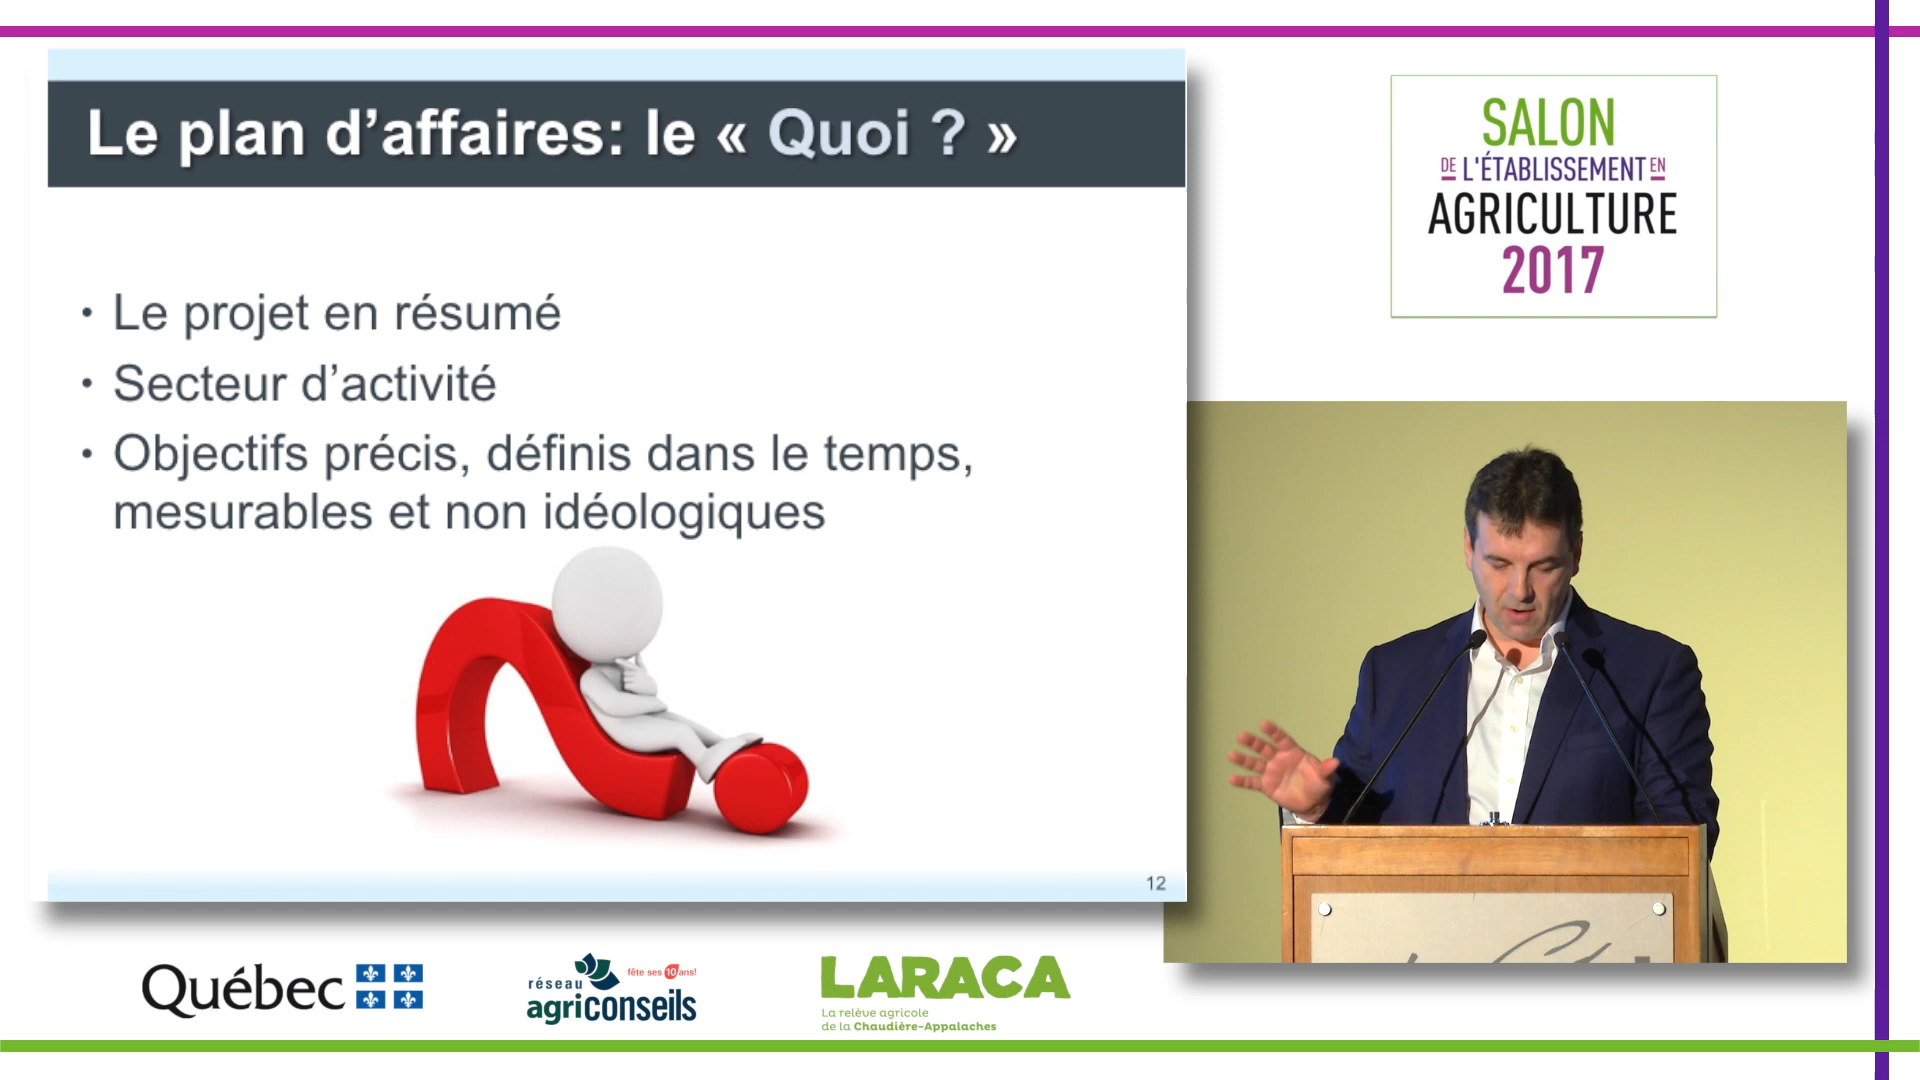 Le plan d’affaires: le « Quoi ? »
• Le projet en résumé
• Secteur d’activité
• Objectifs précis, définis dans le temps,
mesurables et non idéologiques
12
SALON
DE L'ÉTABLISSEMENT EN
AGRICULTURE
2017
Québec
réseau
fête ses 10 ans!
agriconseils
LARACA
La relève agricole
de la Chaudière-Appalaches